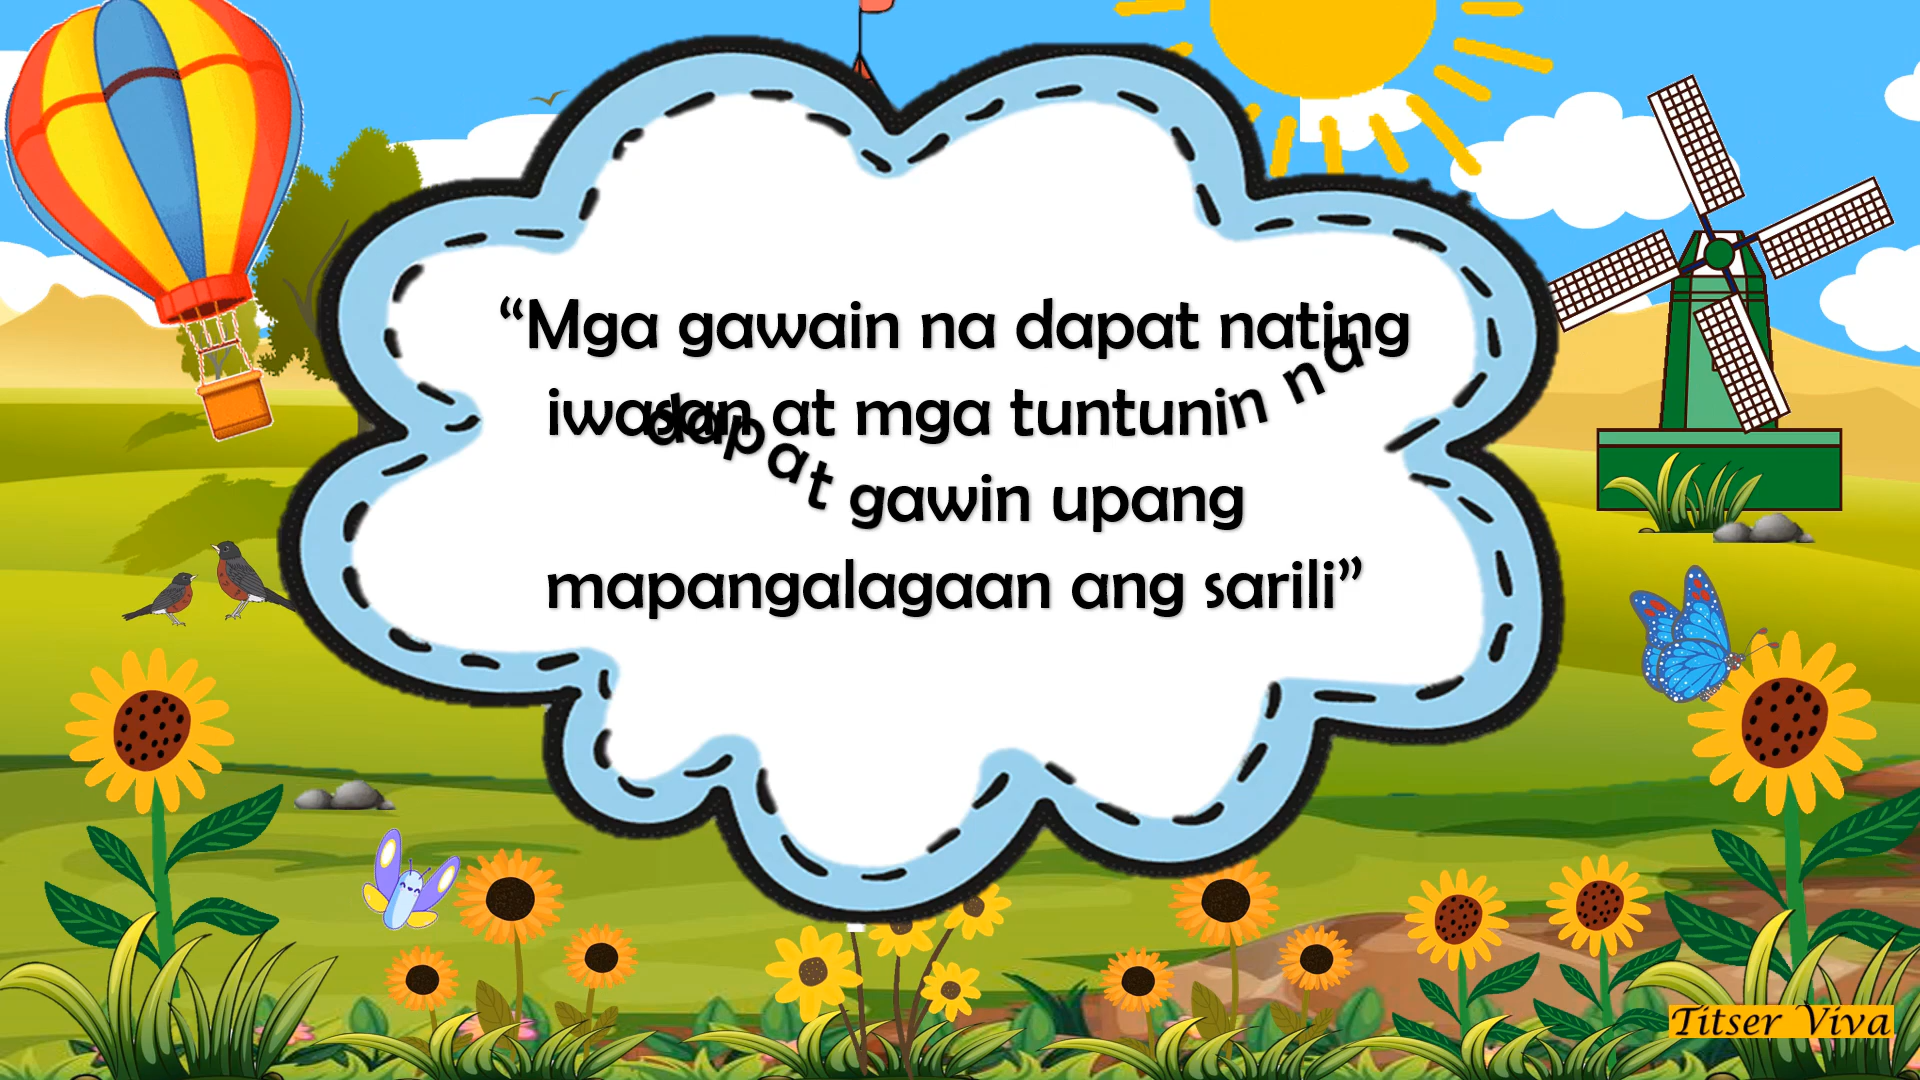 “Mga gawain na dapat nating
iwasan at mga tuntunin na
dapat gawin upang
mapangalagaan ang sarili”
Titser Viva